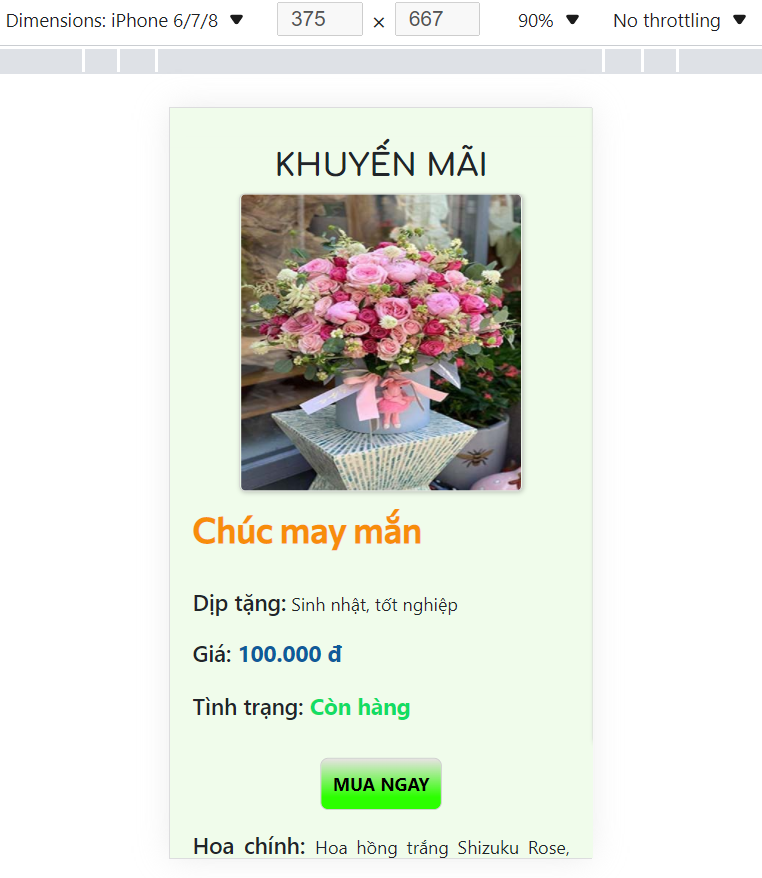 Dimensions: iPhone 6/7/8 375 × 667 90% No throttling
KHUYẾN MÃI
Chúc may mắn
Dịp tặng: Sinh nhật, tốt nghiệp
Giá: 100.000 đ
Tình trạng: Còn hàng
MUA NGAY
Hoa chính: Hoa hồng trắng Shizuku Rose,